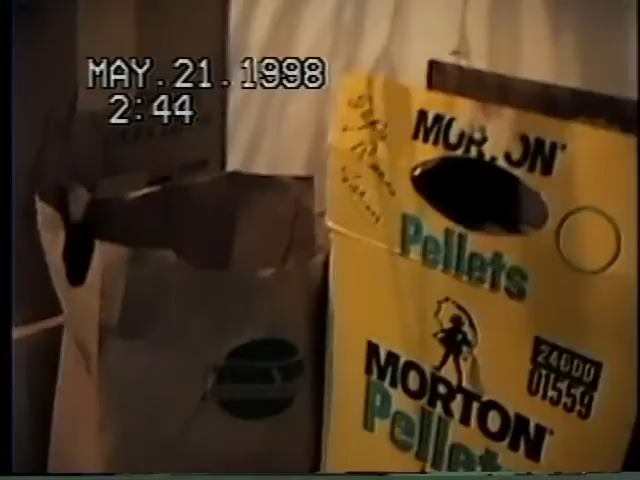 MAY. 21. 1998
2:44
MORTON
Pellets
24000
01559
MORTON
Pellets